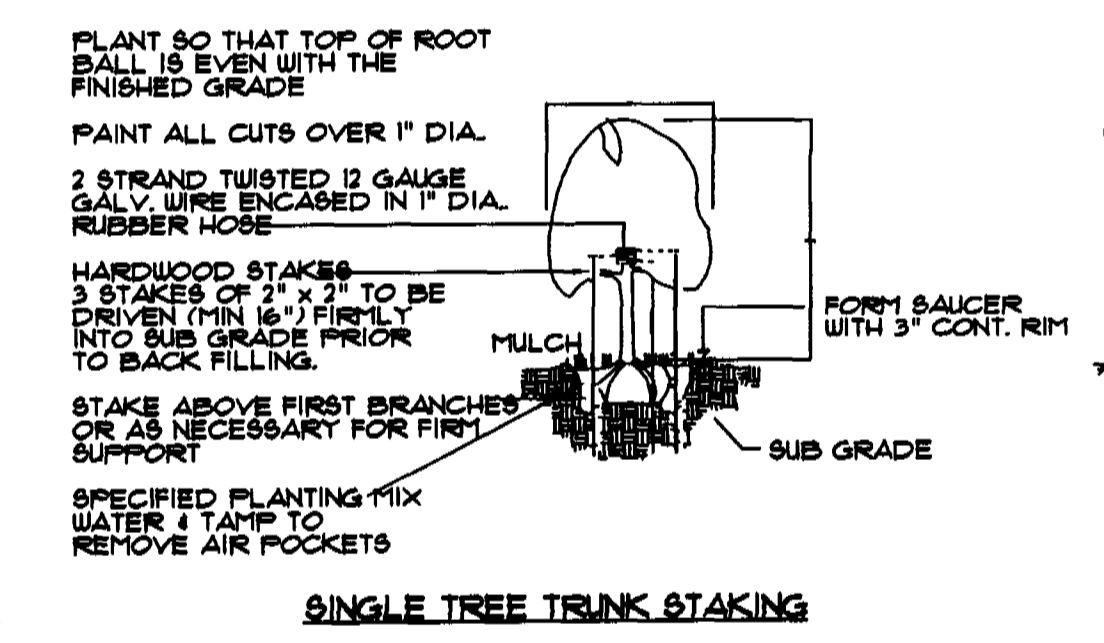 PLANT SO THAT TOP OF ROOT
BALL IS EVEN WITH THE
FINISHED GRADE
PAINT ALL CUTS OVER 1" DIA.
2 STRAND TWISTED 12 GAUGE
GALV. WIRE ENCASED IN 1" DIA.
RUBBER HOSE
HARDWOOD STAKES
3 STAKES OF 2" x 2" TO BE
DRIVEN (MIN 16") FIRMLY
INTO SUB GRADE PRIOR
TO BACK FILLING.
MULCH
STAKE ABOVE FIRST BRANCHES
OR AS NECESSARY FOR FIRM
SUPPORT
SPECIFIED PLANTING MIX
WATER & TAMP TO
REMOVE AIR POCKETS
FORM SAUCER
WITH 3" CONT. RIM
SUB GRADE
SINGLE TREE TRUNK STAKING